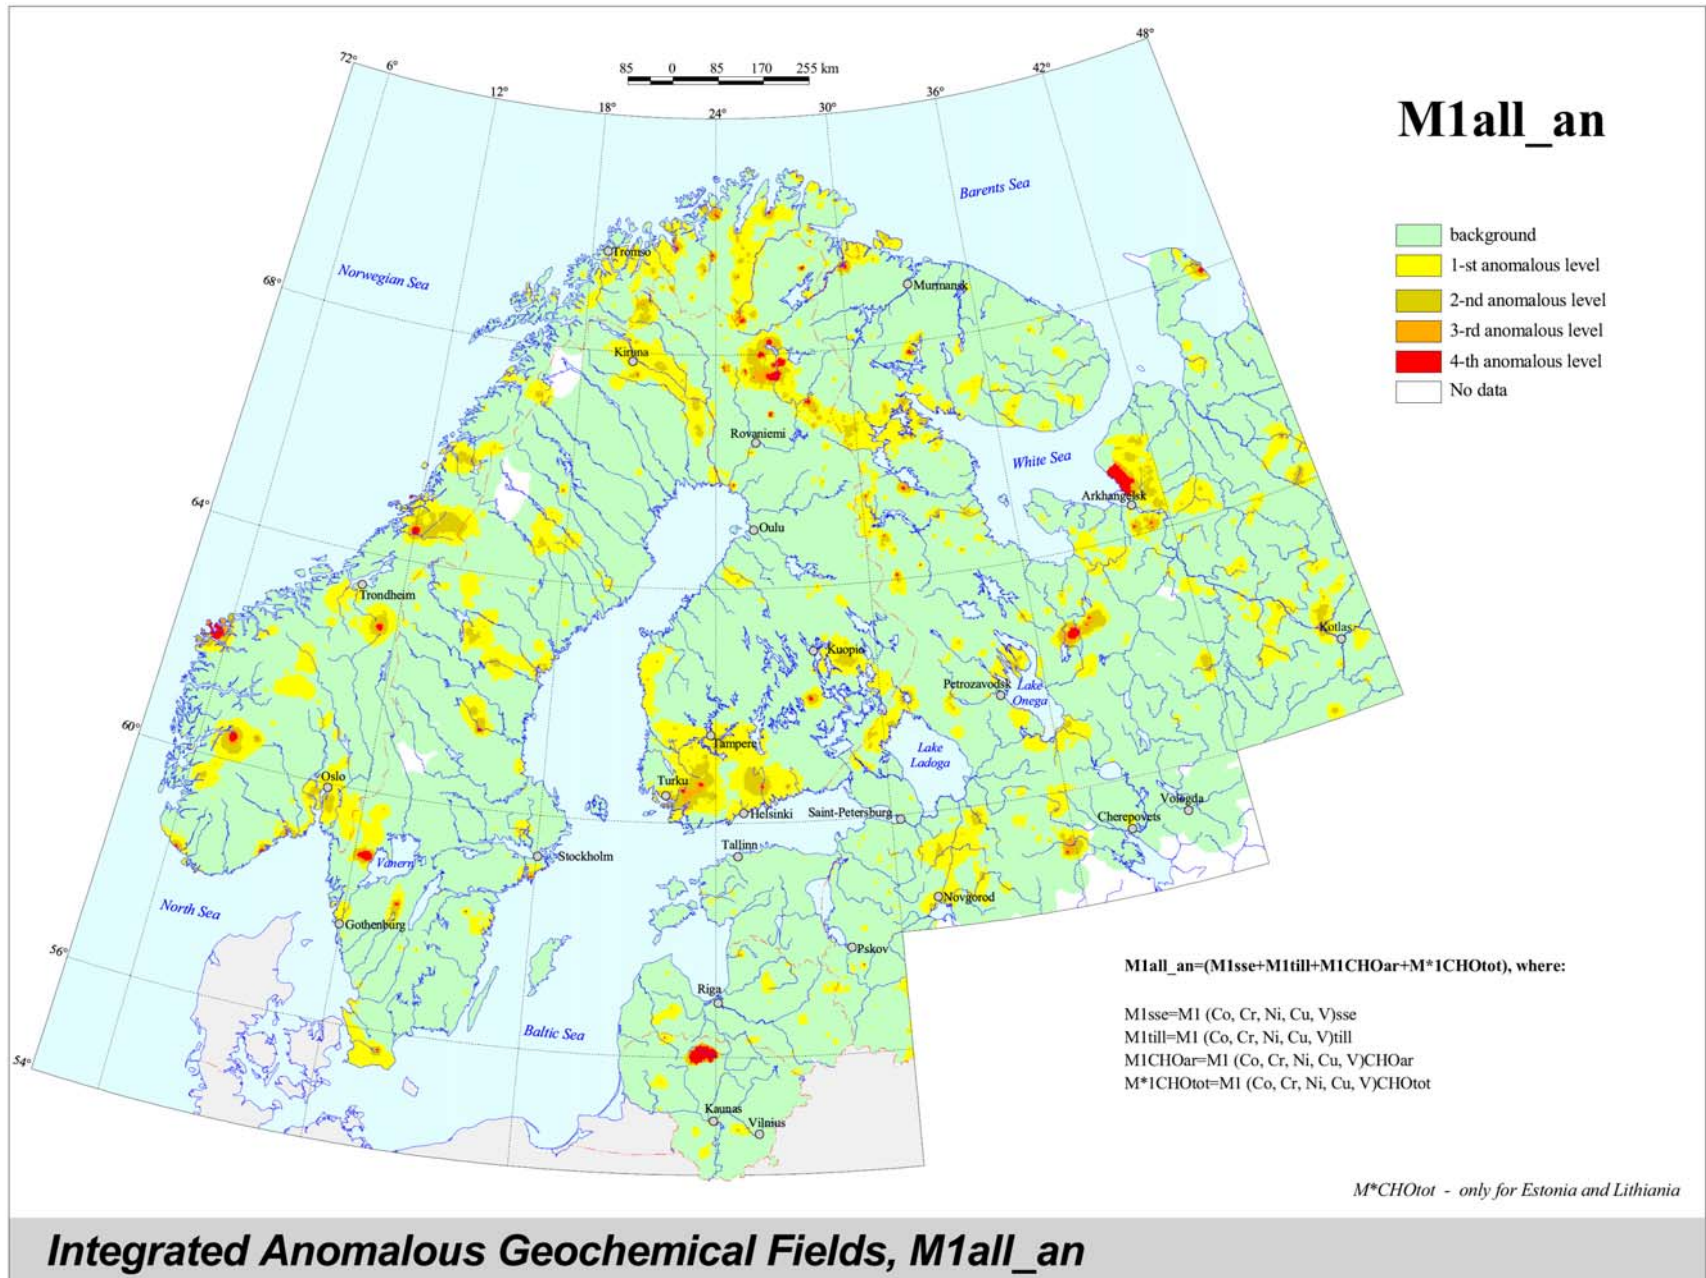 48°
72°
6°
42°
85 0 85 170 255 km
12°
36°
18°
30°
24°
M1all_an
Barents Sea
background
Tromso
1-st anomalous level
Norwegian Sea
68°
Murmansk
2-nd anomalous level
3-rd anomalous level
Kiruna
4-th anomalous level
No data
Rovaniemi
White Sea
Arkhangelsk
64°
Oulu
Trondheim
Kotlas
Kuopio
Petrozavodsk
Lake
Onega
60°
Tampere
Lake
Ladoga
Oslo
Turku
Vologda
Helsinki
Saint-Petersburg
Cherepovets
Tallinn
Stockholm
Vanern
Novgorod
North Sea
Gothenburg
56°
Pskov
M1all_an=(M1sse+M1till+M1CHOar+M*1CHOtot), where:
Riga
M1sse=M1 (Co, Cr, Ni, Cu, V)sse
Baltic Sea
M1till=M1 (Co, Cr, Ni, Cu, V)till
54°
M1CHOar=M1 (Co, Cr, Ni, Cu, V)CHOar
M*1CHOtot=M1 (Co, Cr, Ni, Cu, V)CHOtot
Kaunas
Vilnius
M*CHOtot - only for Estonia and Lithiania
Integrated Anomalous Geochemical Fields, M1all_an